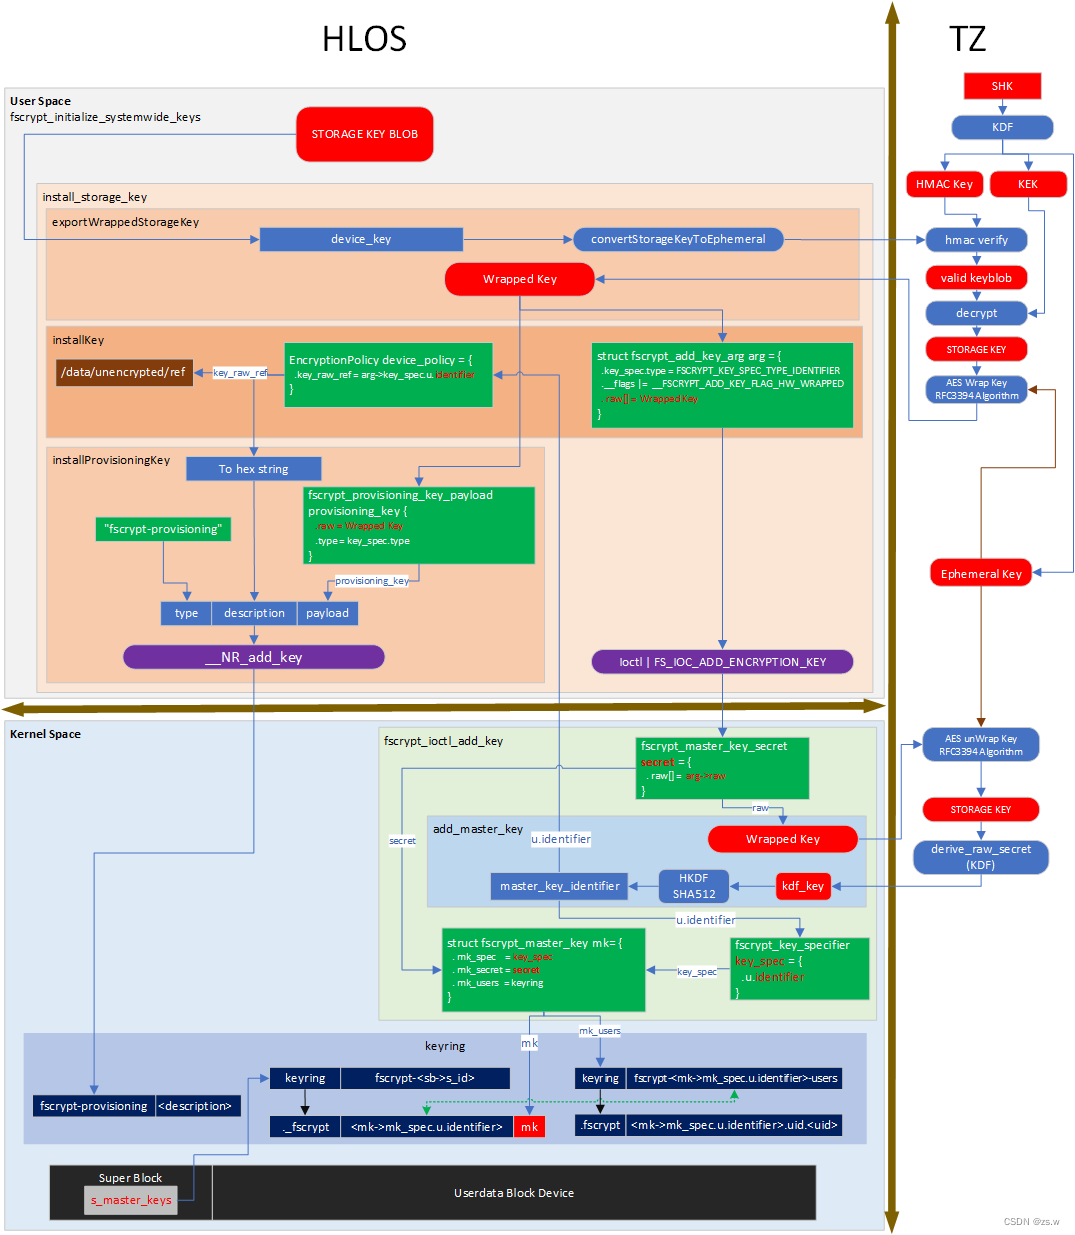 HLOS
TZ
User Space
fscrypt_initialize_systemwide_keys
STORAGE KEY BLOB
install_storage_key
exportWrappedStorageKey
device_key
convertStorageKeyToEphemeral
Wrapped Key
installKey
/data/unencrypted/ref
key_raw_ref
EncryptionPolicy device_policy = {
.key_raw_ref = arg->key_spec.u.identifier
}
struct fscrypt_add_key_arg arg = {
.key_spec.type = FSCRYPT_KEY_SPEC_TYPE_IDENTIFIER
.__flags |= __FSCRYPT_ADD_KEY_FLAG_HW_WRAPPED
. raw[] = Wrapped Key
}
installProvisioningKey
To hex string
"fscrypt-provisioning"
fscrypt_provisioning_key_payload
provisioning_key {
.raw = Wrapped Key
.type = key_spec.type
}
provisioning_key
type
description
payload
__NR_add_key
Ioctl | FS_IOC_ADD_ENCRYPTION_KEY
SHK
KDF
HMAC Key
KEK
hmac verify
valid keyblob
decrypt
STORAGE KEY
AES Wrap Key
RFC3394 Algorithm
Ephemeral Key
AES unWrap Key
RFC3394 Algorithm
STORAGE KEY
derive_raw_secret
(KDF)
Kernel Space
fscrypt_ioctl_add_key
fscrypt_master_key_secret
secret = {
. raw[] = arg->raw
}
raw
secret
add_master_key
u.identifier
Wrapped Key
master_key_identifier
HKDF
SHA512
kdf_key
u.identifier
struct fscrypt_master_key mk= {
. mk_spec = key_spec
. mk_secret = secret
. mk_users = keyring
}
key_spec
fscrypt_key_specifier
key_spec = {
.u.identifier
}
mk_users
mk
keyring
keyring
fscrypt-<sb->s_id>
keyring
fscrypt-<mk->mk_spec.u.identifier>-users
fscrypt-provisioning
<description>
._fscrypt
<mk->mk_spec.u.identifier>
mk
.fscrypt
<mk->mk_spec.u.identifier>.uid.<uid>
Super Block
s_master_keys
Userdata Block Device
CSDN @zs.w